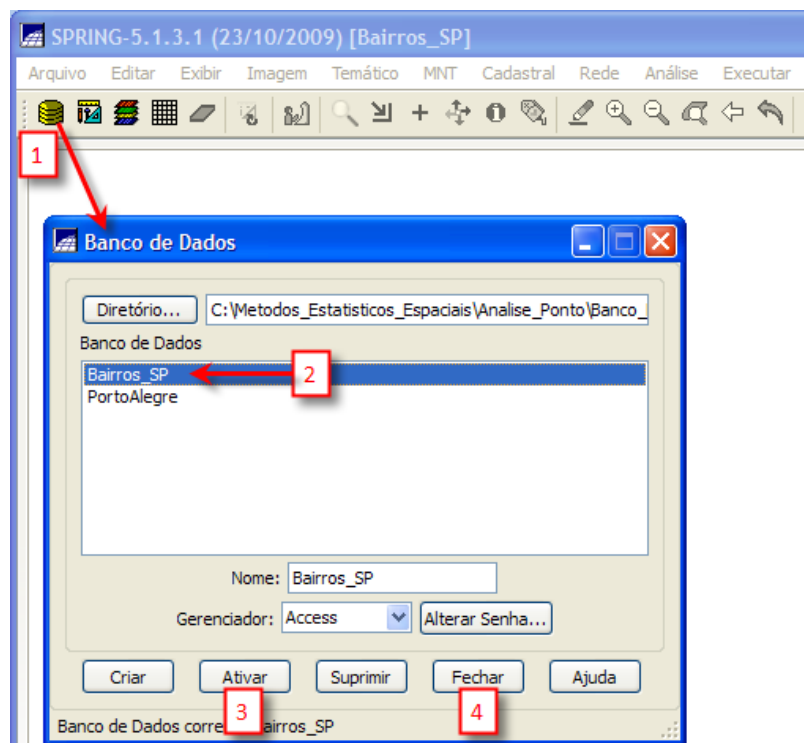 SPRING-5.1.3.1 (23/10/2009) [Bairros_SP]
Arquivo Editar Exibir Imagem Temático MNT Cadastral Rede Análise Executar
1
Banco de Dados
Diretório... C:\Metodos_Estatisticos_Espaciais\Analise_Ponto\Banco_
Banco de Dados
Bairros_SP
2
PortoAlegre
Nome: Bairros_SP
Gerenciador: Access Alterar Senha...
Criar Ativar Suprimir Fechar Ajuda
3 4
Banco de Dados corre airros_SP